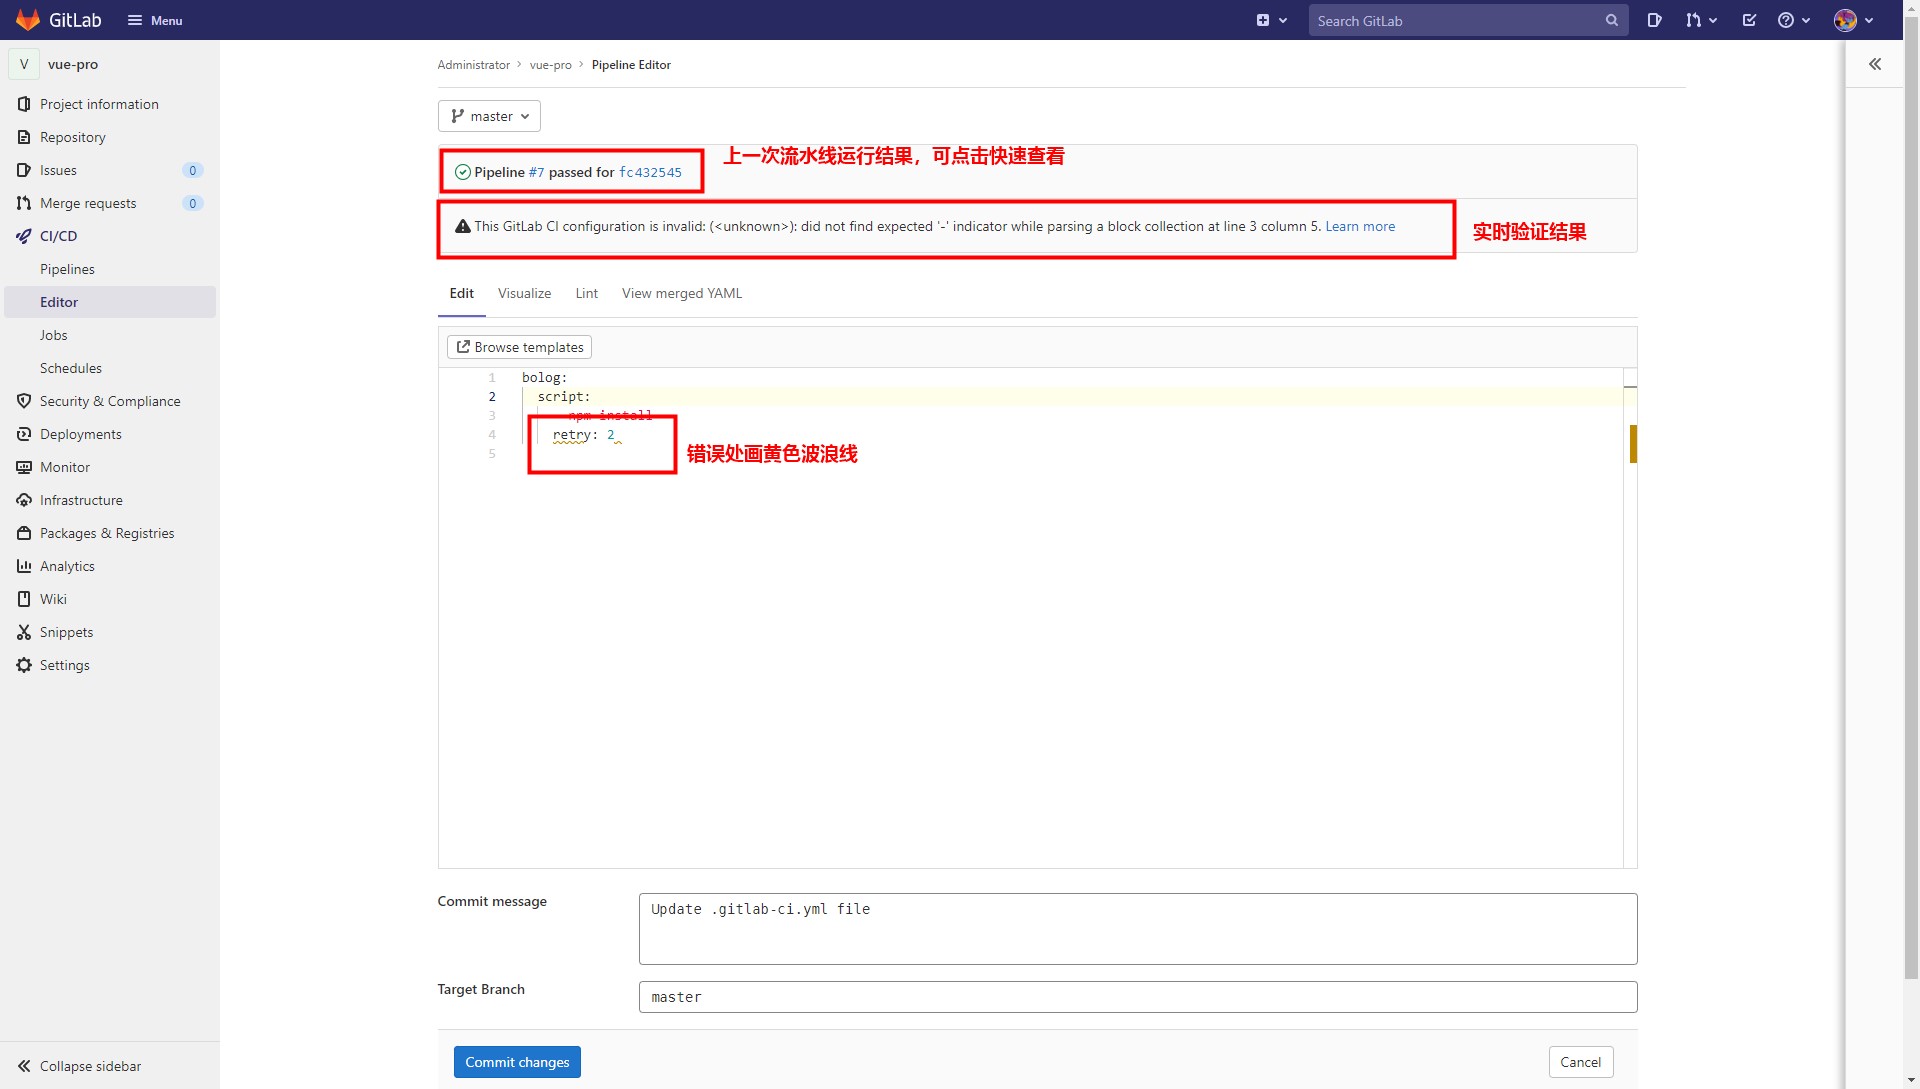 GitLab
Menu
Search GitLab
V
vue-pro
Project information
Repository
Issues 0
Merge requests 0
CI/CD
Pipelines
Editor
Jobs
Schedules
Security & Compliance
Deployments
Monitor
Infrastructure
Packages & Registries
Analytics
Wiki
Snippets
Settings
Collapse sidebar
Administrator > vue-pro > Pipeline Editor
master
Pipeline #7 passed for fc432545
上一次流水线运行结果，可点击快速查看
This GitLab CI configuration is invalid: (<unknown>): did not find expected '-' indicator while parsing a block collection at line 3 column 5. Learn more
实时验证结果
Edit Visualize Lint View merged YAML
Browse templates
1 bolog:
2 script:
3 npm install
4 retry: 2
5
错误处画黄色波浪线
Commit message
Update .gitlab-ci.yml file
Target Branch
master
Commit changes
Cancel